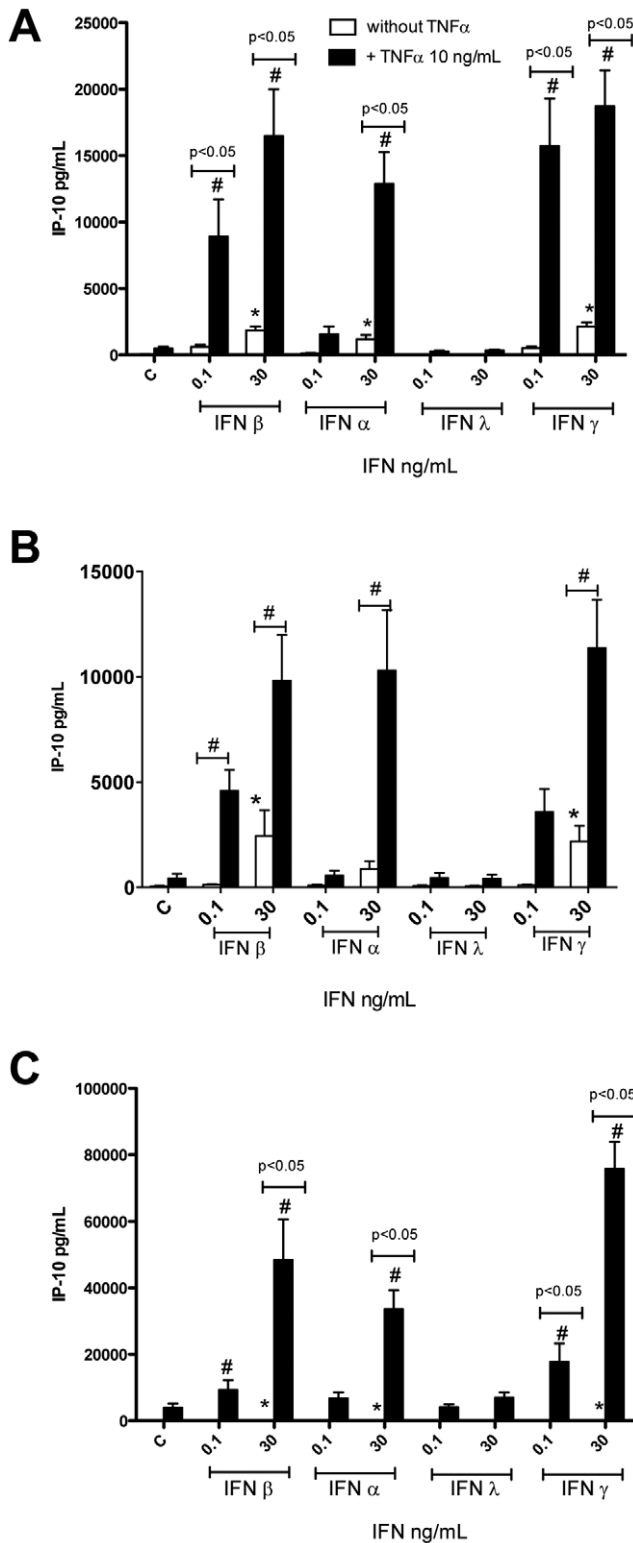 A
without TNFα
+ TNFα 10 ng/mL
p<0.05
p<0.05
p<0.05
p<0.05
p<0.05
# # # # #
* * *
IP-10 pg/mL
25000
20000
15000
10000
5000
0
C 0.1 30 0.1 30 0.1 30 0.1 30
IFN β IFN α IFN λ IFN γ
IFN ng/mL
B
# # # #
* *
IP-10 pg/mL
15000
10000
5000
0
C 0.1 30 0.1 30 0.1 30 0.1 30
IFN β IFN α IFN λ IFN γ
IFN ng/mL
C
p<0.05
p<0.05
p<0.05
p<0.05
# # # # #
* * *
IP-10 pg/mL
100000
80000
60000
40000
20000
0
C 0.1 30 0.1 30 0.1 30 0.1 30
IFN β IFN α IFN λ IFN γ
IFN ng/mL